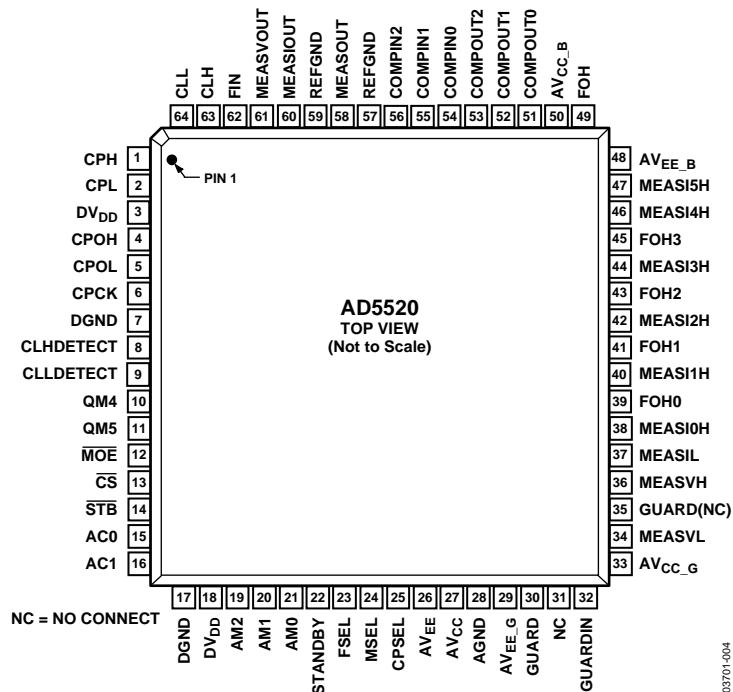 CLL
CLH
FIN
MEASVOUT
MEASIOUT
REFGND
MEASOUT
REFGND
COMPIN2
COMPIN1
COMPIN0
COMPOUT2
COMPOUT1
COMPOUT0
AVCC_B
FOH
64 63 62 61 60 59 58 57 56 55 54 53 52 51 50 49
CPH 1
CPL 2
DVDD 3
CPOH 4
CPOL 5
CPCK 6
DGND 7
CLHDETECT 8
CLLDETECT 9
QM4 10
QM5 11
MOE 12
CS 13
STB 14
AC0 15
AC1 16
PIN 1
AD5520
TOP VIEW
(Not to Scale)
48 AVEE_B
47 MEASI5H
46 MEASI4H
45 FOH3
44 MEASI3H
43 FOH2
42 MEASI2H
41 FOH1
40 MEASI1H
39 FOH0
38 MEASI0H
37 MEASIL
36 MEASVH
35 GUARD(NC)
34 MEASVL
33 AVCC_G
17 18 19 20 21 22 23 24 25 26 27 28 29 30 31 32
DGND
DVDD
AM2
AM1
AM0
STANDBY
FSEL
MSEL
CPSEL
AVEE
AVCC
AGND
AVEE_G
GUARD
NC
GUARDIN
NC = NO CONNECT
03701-004